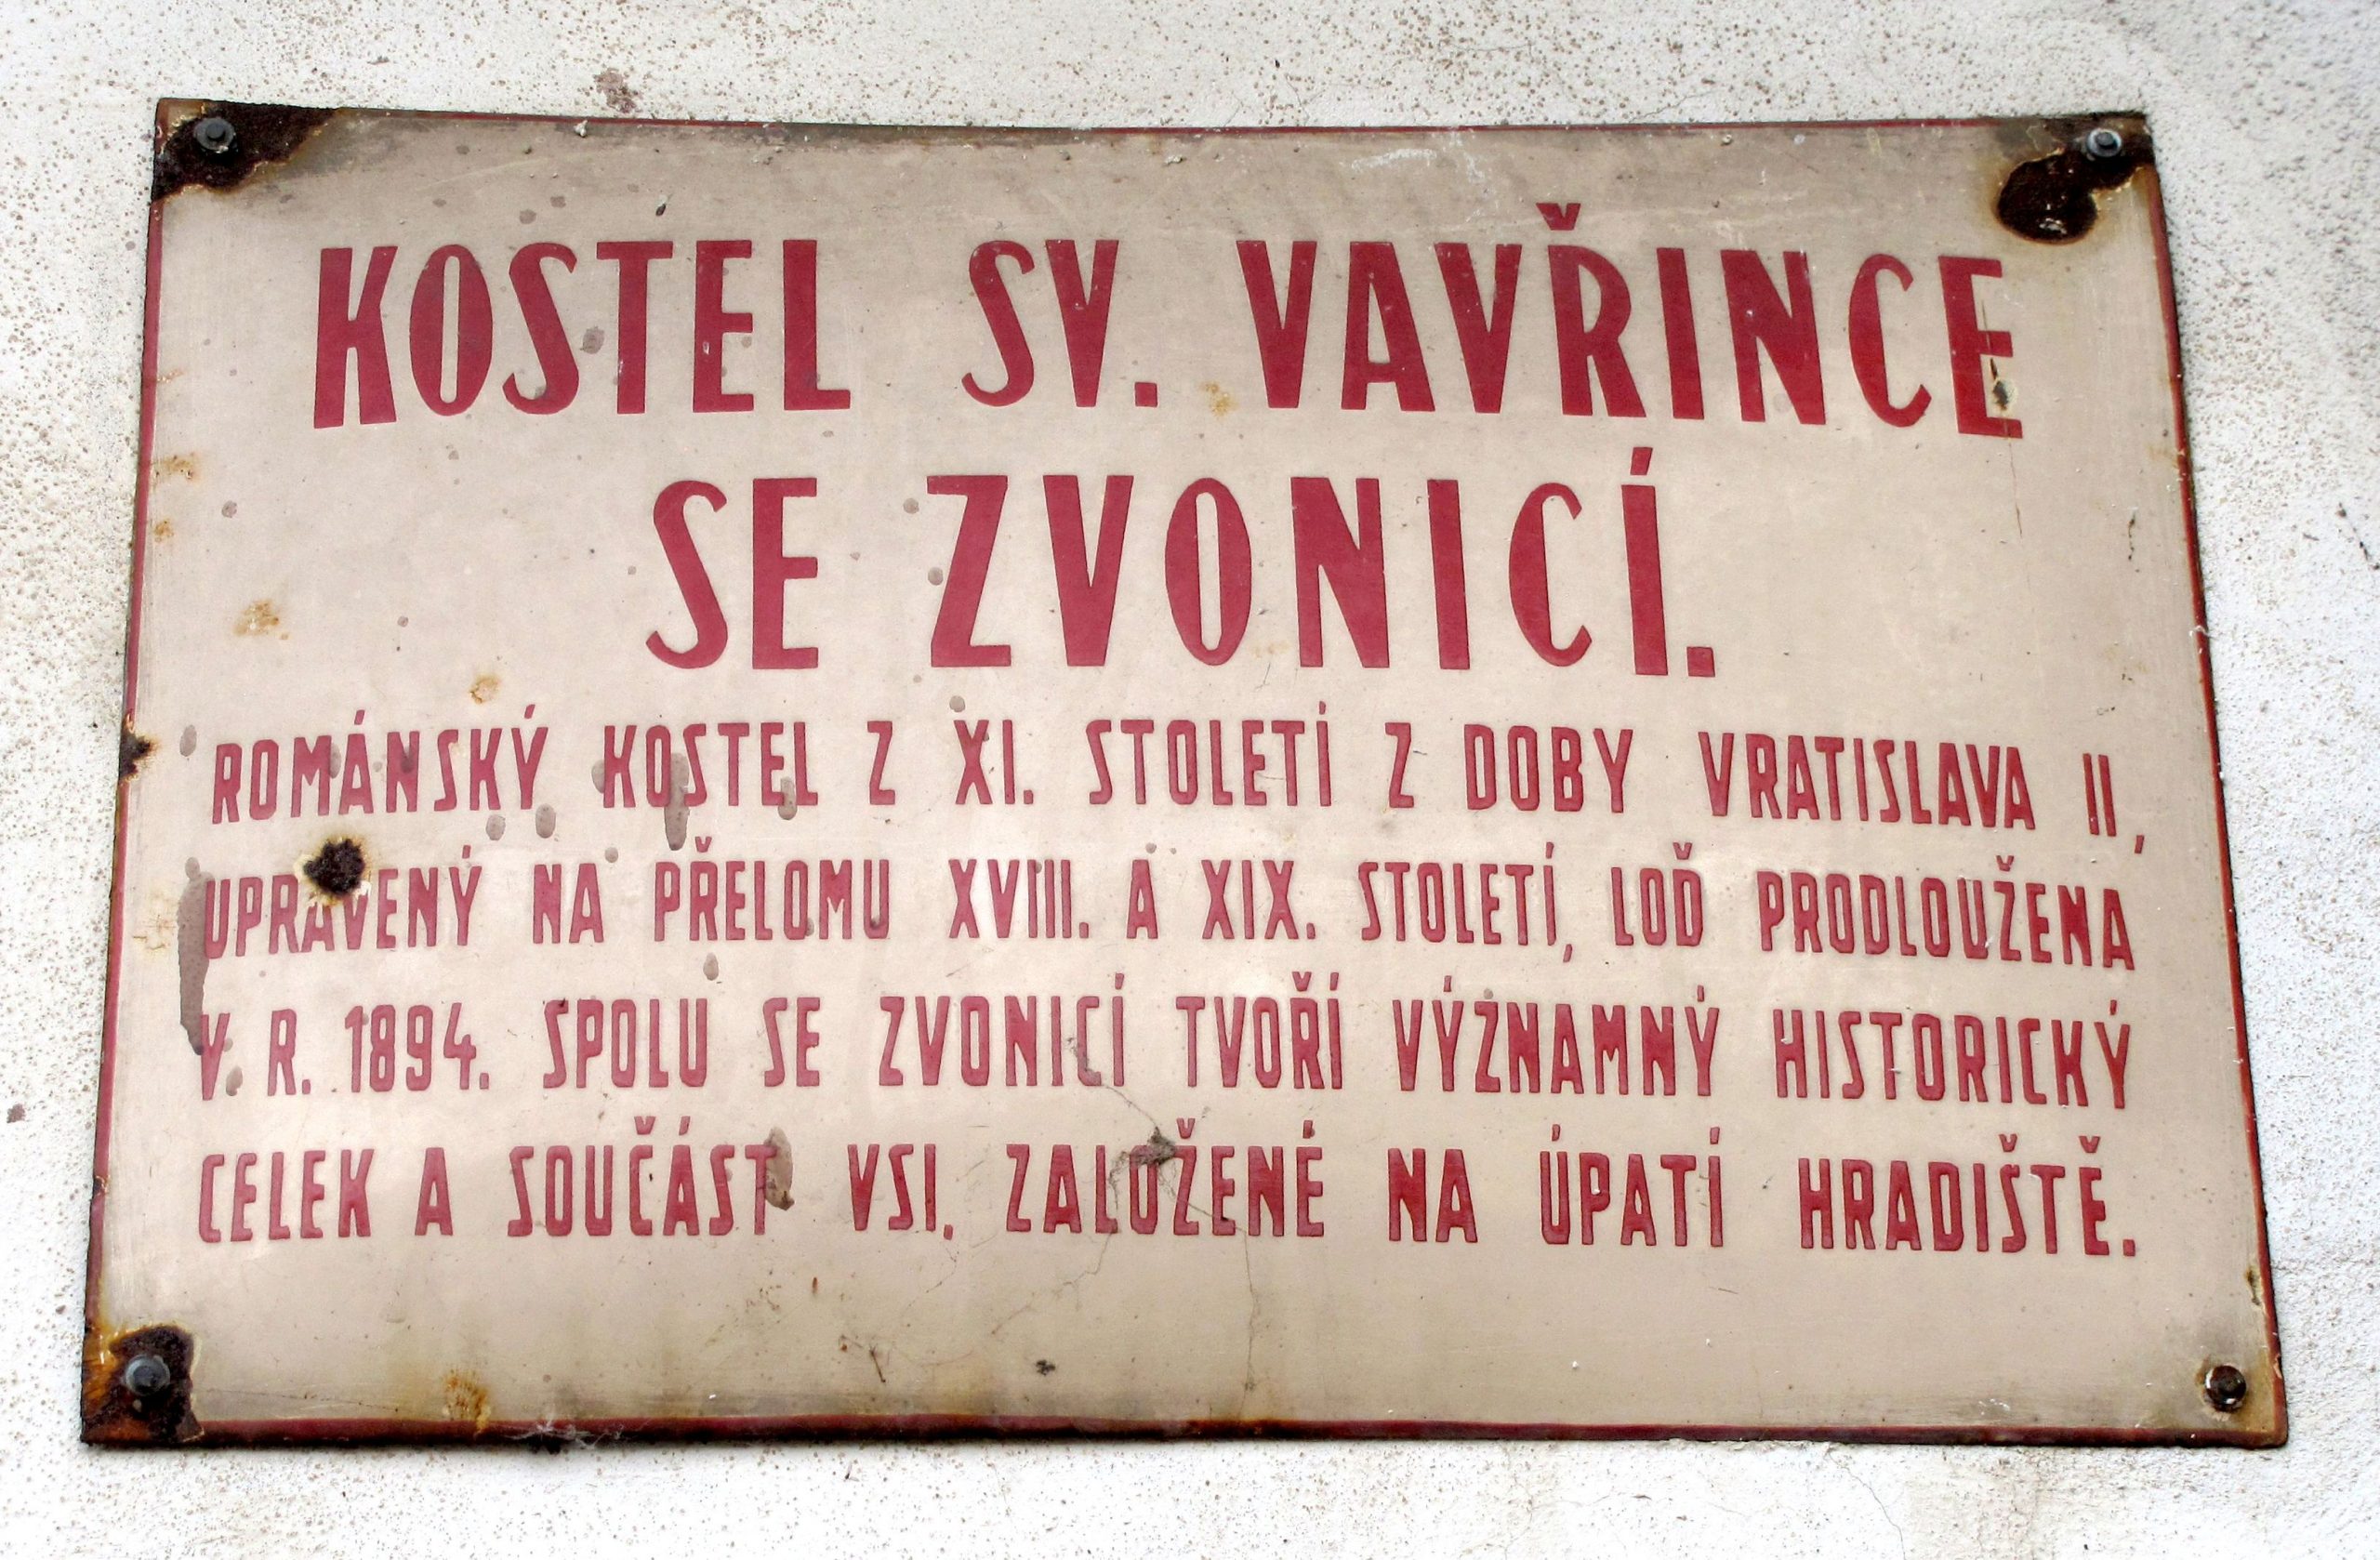 KOSTEL SV. VAVŘINCE
SE ZVONICÍ.
ROMÁNSKÝ KOSTEL Z XI. STOLETÍ Z DOBY VRATISLAVA II,
UPRAVENÝ NA PŘELOMU XVIII. A XIX. STOLETÍ, LOĎ PRODLOUŽENA
V R. 1894. SPOLU SE ZVONICÍ TVOŘÍ VÝZNAMNÝ HISTORICKÝ
CELEK A SOUČÁST VSI, ZALOŽENÉ NA ÚPATÍ HRADIŠTĚ.